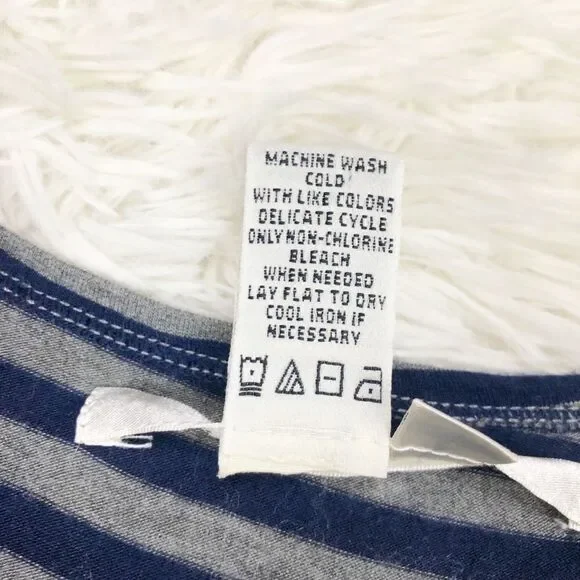 MACHINE WASH
COLD
WITH LIKE COLORS
DELICATE CYCLE
ONLY NON-CHLORINE
BLEACH
WHEN NEEDED
LAY FLAT TO DRY
COOL IRON IF
NECESSARY